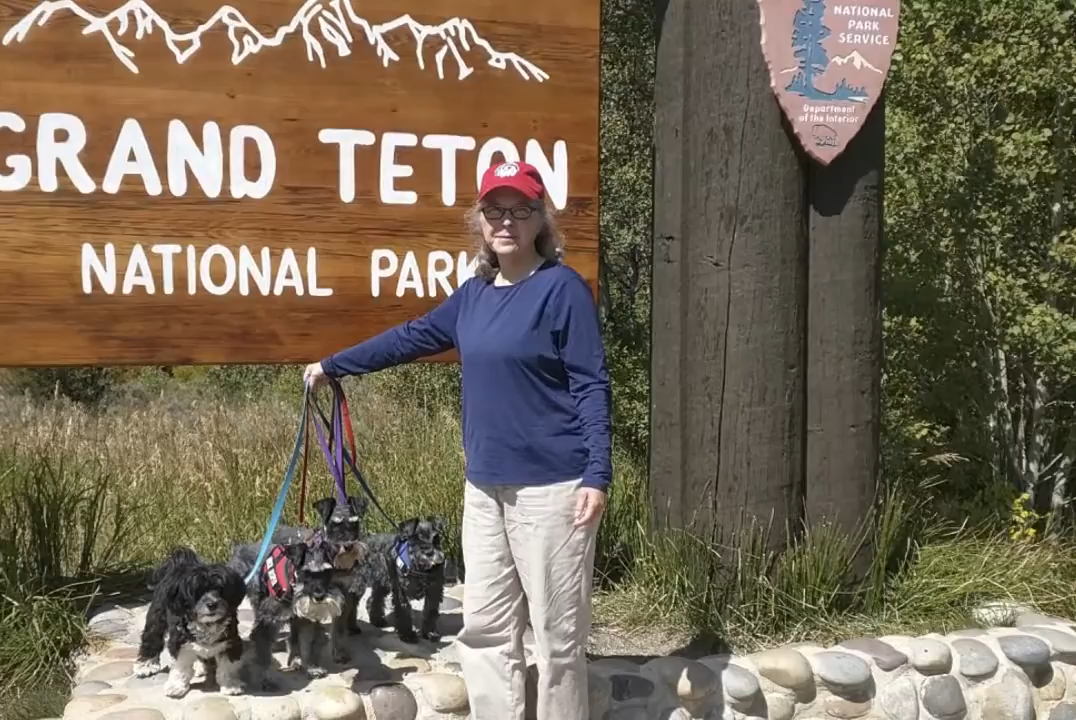 GRAND TETON
NATIONAL PARK
NATIONAL
PARK
SERVICE
Department
of the Interior